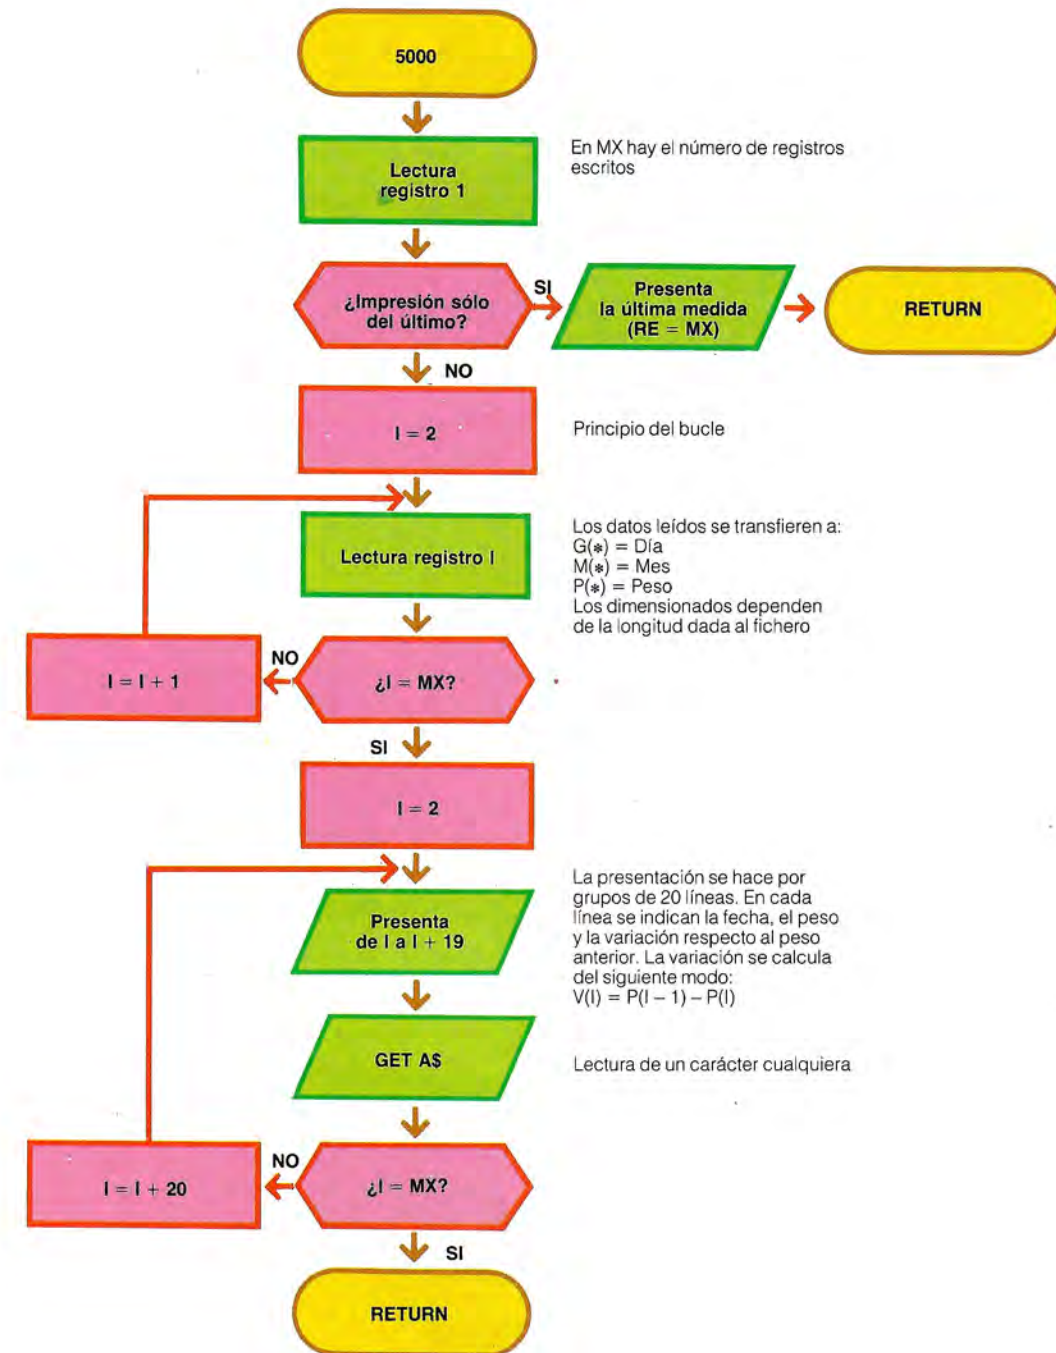 5000
Lectura
registro 1
En MX hay el número de registros
escritos
¿Impresión sólo
del último?
SI
Presenta
la última medida
(RE = MX)
RETURN
NO
I = 2
Principio del bucle
Lectura registro I
Los datos leídos se transfieren a:
G(*) = Día
M(*) = Mes
P(*) = Peso
Los dimensionados dependen
de la longitud dada al fichero
I = I + 1
NO
¿I = MX?
SI
I = 2
Presenta
de I a I + 19
La presentación se hace por
grupos de 20 líneas. En cada
línea se indican la fecha, el peso
y la variación respecto al peso
anterior. La variación se calcula
del siguiente modo:
V(I) = P(I – 1) – P(I)
GET A$
Lectura de un carácter cualquiera
I = I + 20
NO
¿I = MX?
SI
RETURN